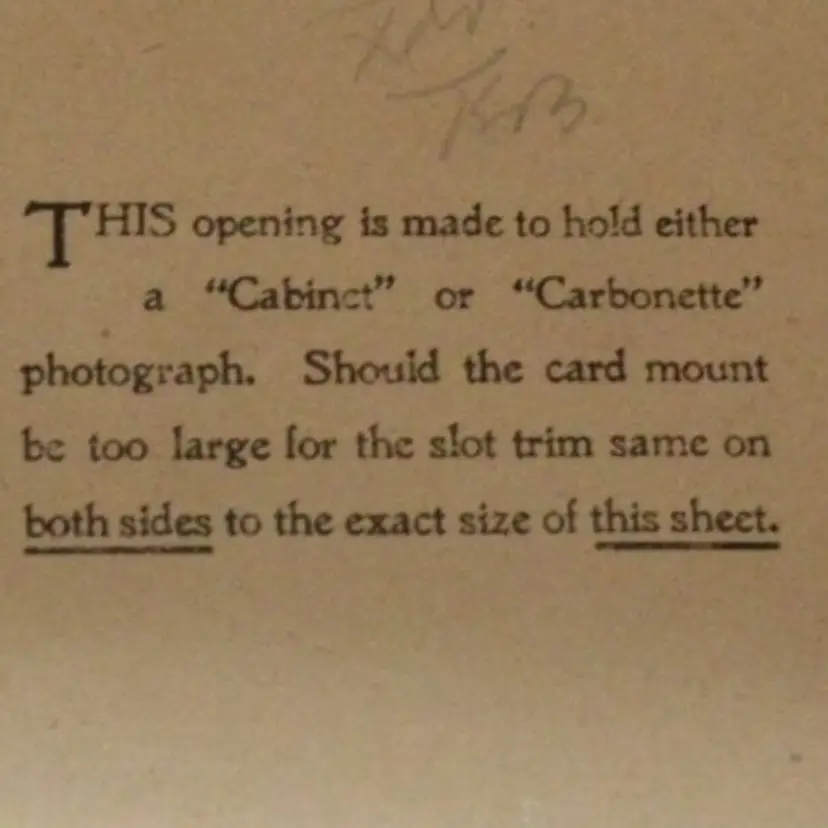 THIS opening is made to hold either
a “Cabinet” or “Carbonette”
photograph. Should the card mount
be too large for the slot trim same on
both sides to the exact size of this sheet.